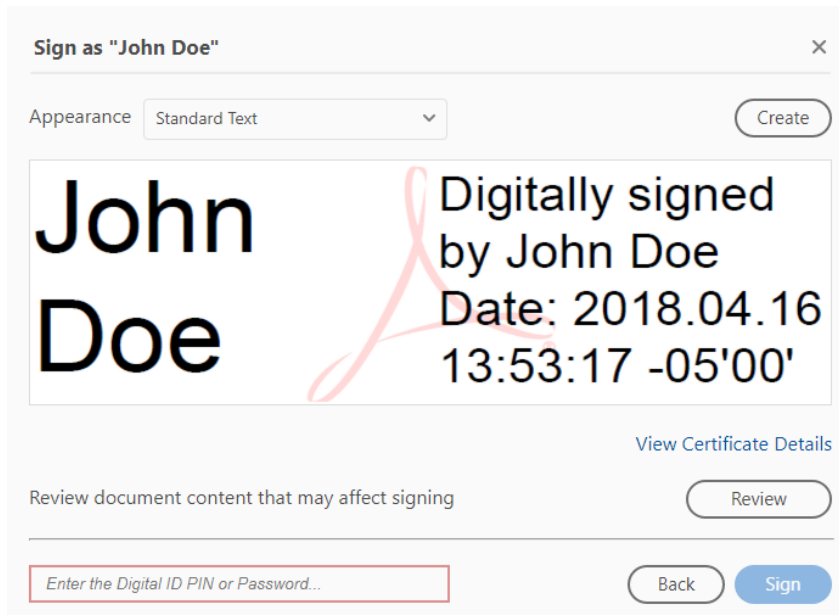 Sign as "John Doe"
Appearance Standard Text Create
John
Doe
Digitally signed
by John Doe
Date: 2018.04.16
13:53:17 -05'00'
View Certificate Details
Review document content that may affect signing Review
Enter the Digital ID PIN or Password... Back Sign